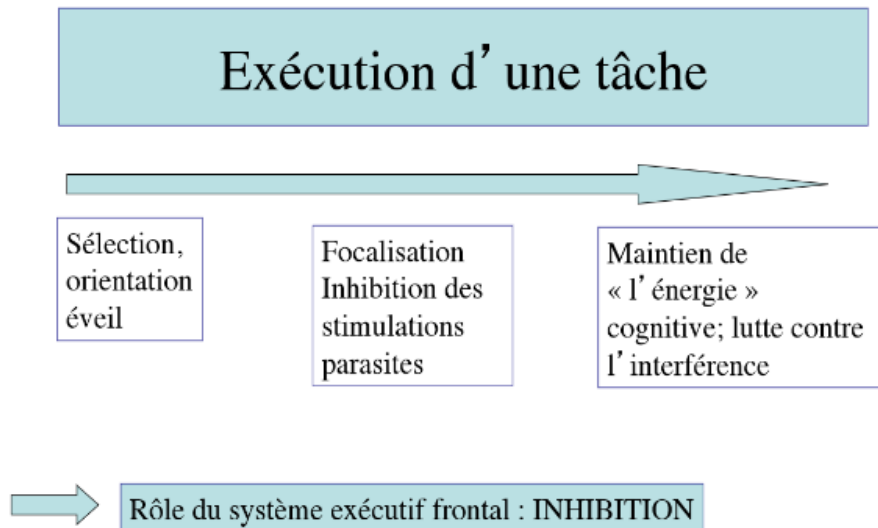 Exécution d’ une tâche
Sélection,
orientation
éveil
Focalisation
Inhibition des
stimulations
parasites
Maintien de
« l’ énergie »
cognitive; lutte contre
l’ interférence
Rôle du système exécutif frontal : INHIBITION